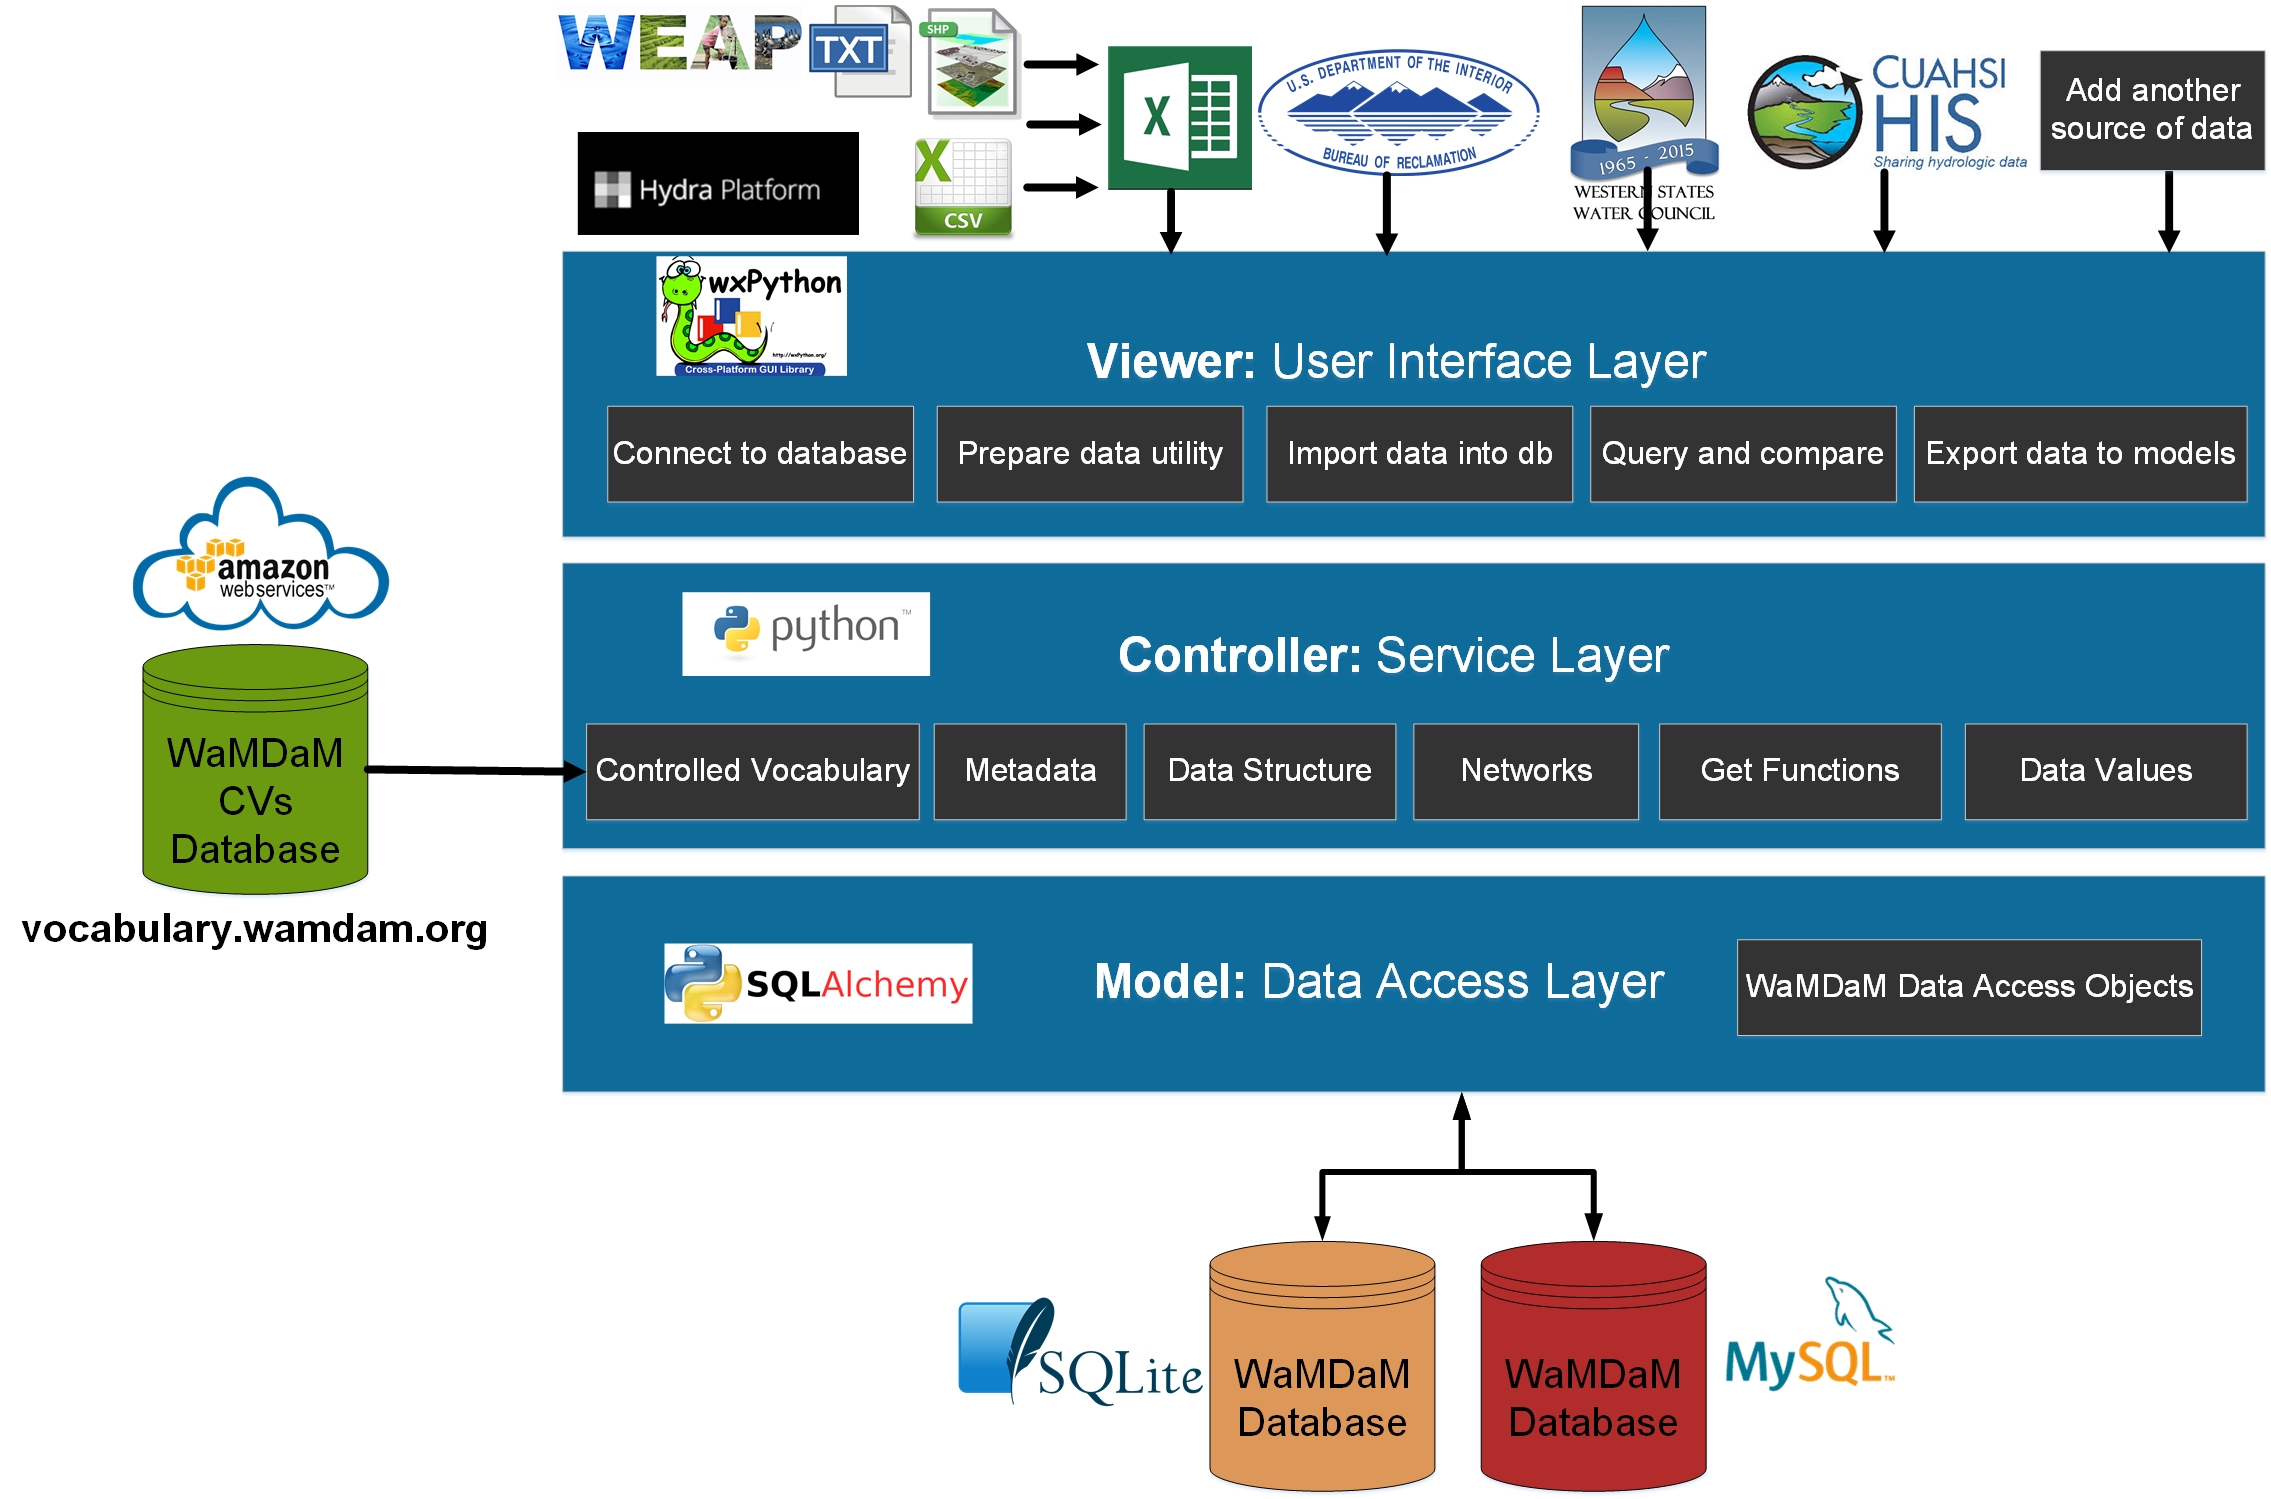 WEAP
TXT
SHP
Hydra Platform
X
CSV
X
U.S. DEPARTMENT OF THE INTERIOR
BUREAU OF RECLAMATION
1965 - 2015
WESTERN STATES
WATER COUNCIL
CUAHSI
HIS
Sharing hydrologic data
Add another
source of data
wxPython
http://wxPython.org/
Cross-Platform GUI Library
Viewer: User Interface Layer
Connect to database
Prepare data utility
Import data into db
Query and compare
Export data to models
amazon
webservices™
WaMDaM
CVs
Database
vocabulary.wamdam.org
python™
Controller: Service Layer
Controlled Vocabulary
Metadata
Data Structure
Networks
Get Functions
Data Values
SQLAlchemy
Model: Data Access Layer
WaMDaM Data Access Objects
SQLite
WaMDaM
Database
WaMDaM
Database
MySQL™